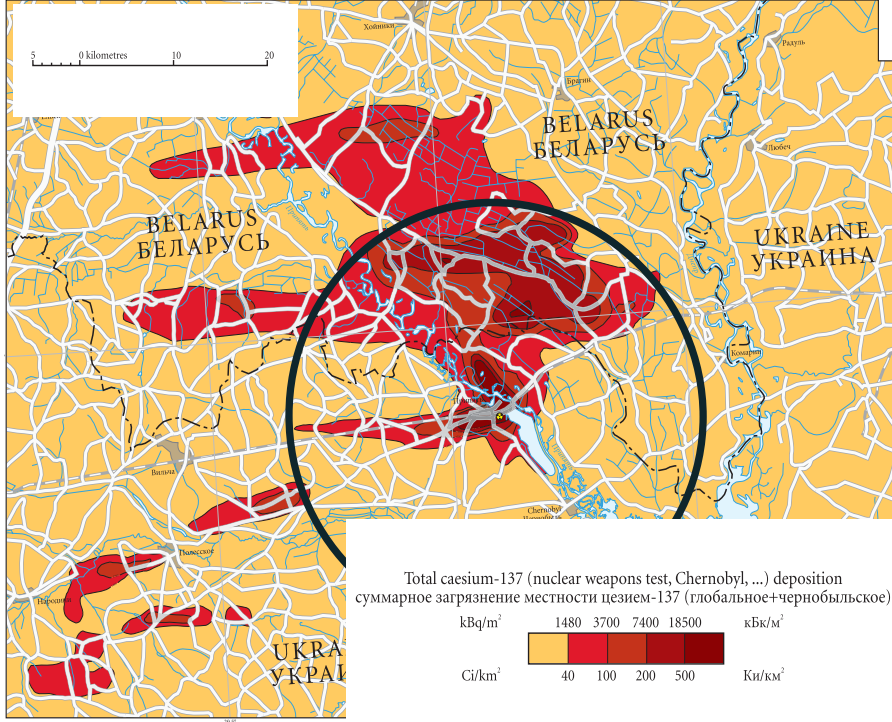 Хойники
5 0 kilometres 10 20
Радуль
Брагин
BELARUS
БЕЛАРУСЬ
Любеч
BELARUS
БЕЛАРУСЬ
UKRAINE
УКРАИНА
Комарин
Вильча
Chernobyl
Полесское
Народичи
Total caesium-137 (nuclear weapons test, Chernobyl, ...) deposition
суммарное загрязнение местности цезием-137 (глобальное+чернобыльское)
kBq/m² 1480 3700 7400 18500 кБк/м²
Ci/km² 40 100 200 500 Ки/км²
UKRA
УКРАИ